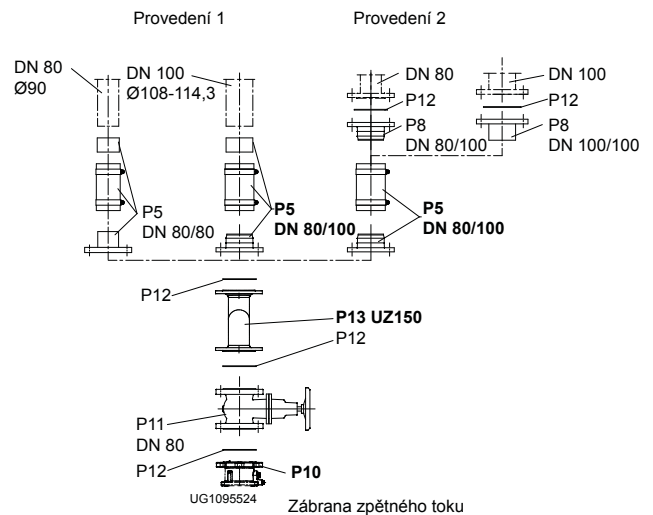 Provedení 1
Provedení 2
DN 80
Ø90
DN 100
Ø108-114,3
DN 80
P12
P8
DN 80/100
DN 100
P12
P8
DN 100/100
P5
DN 80/80
P5
DN 80/100
P5
DN 80/100
P12
P13 UZ150
P12
P11
DN 80
P12
P10
UG1095524
Zábrana zpětného toku